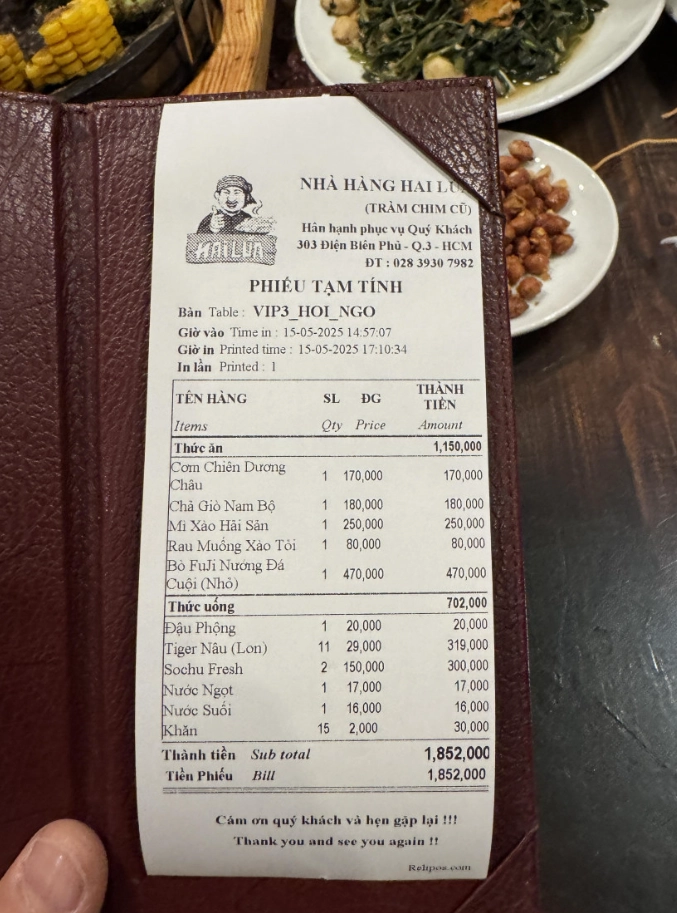 HAI LUA
NHÀ HÀNG HAI
(TRÀM CHIM CŨ)
Hân hạnh phục vụ Quý Khách
303 Điện Biên Phủ - Q.3 - HCM
ĐT : 028 3930 7982
PHIẾU TẠM TÍNH
Bàn Table : VIP3_HOI_NGO
Giờ vào Time in : 15-05-2025 14:57:07
Giờ in Printed time : 15-05-2025 17:10:34
In lần Printed : 1
TÊN HÀNG SL ĐG THÀNH TIỀN
Items Qty Price Amount
Thức ăn 1,150,000
Cơm Chiên Dương
Châu 1 170,000 170,000
Chả Giò Nam Bộ 1 180,000 180,000
Mì Xào Hải Sản 1 250,000 250,000
Rau Muống Xào Tỏi 1 80,000 80,000
Bò FuJi Nướng Đá
Cuội (Nhỏ) 1 470,000 470,000
Thức uống 702,000
Đậu Phộng 1 20,000 20,000
Tiger Nâu (Lon) 11 29,000 319,000
Sochu Fresh 2 150,000 300,000
Nước Ngọt 1 17,000 17,000
Nước Suối 1 16,000 16,000
Khăn 15 2,000 30,000
Thành tiền Sub total 1,852,000
Tiền Phiếu Bill 1,852,000
Cảm ơn quý khách và hẹn gặp lại !!!
Thank you and see you again !!
Relipos.com